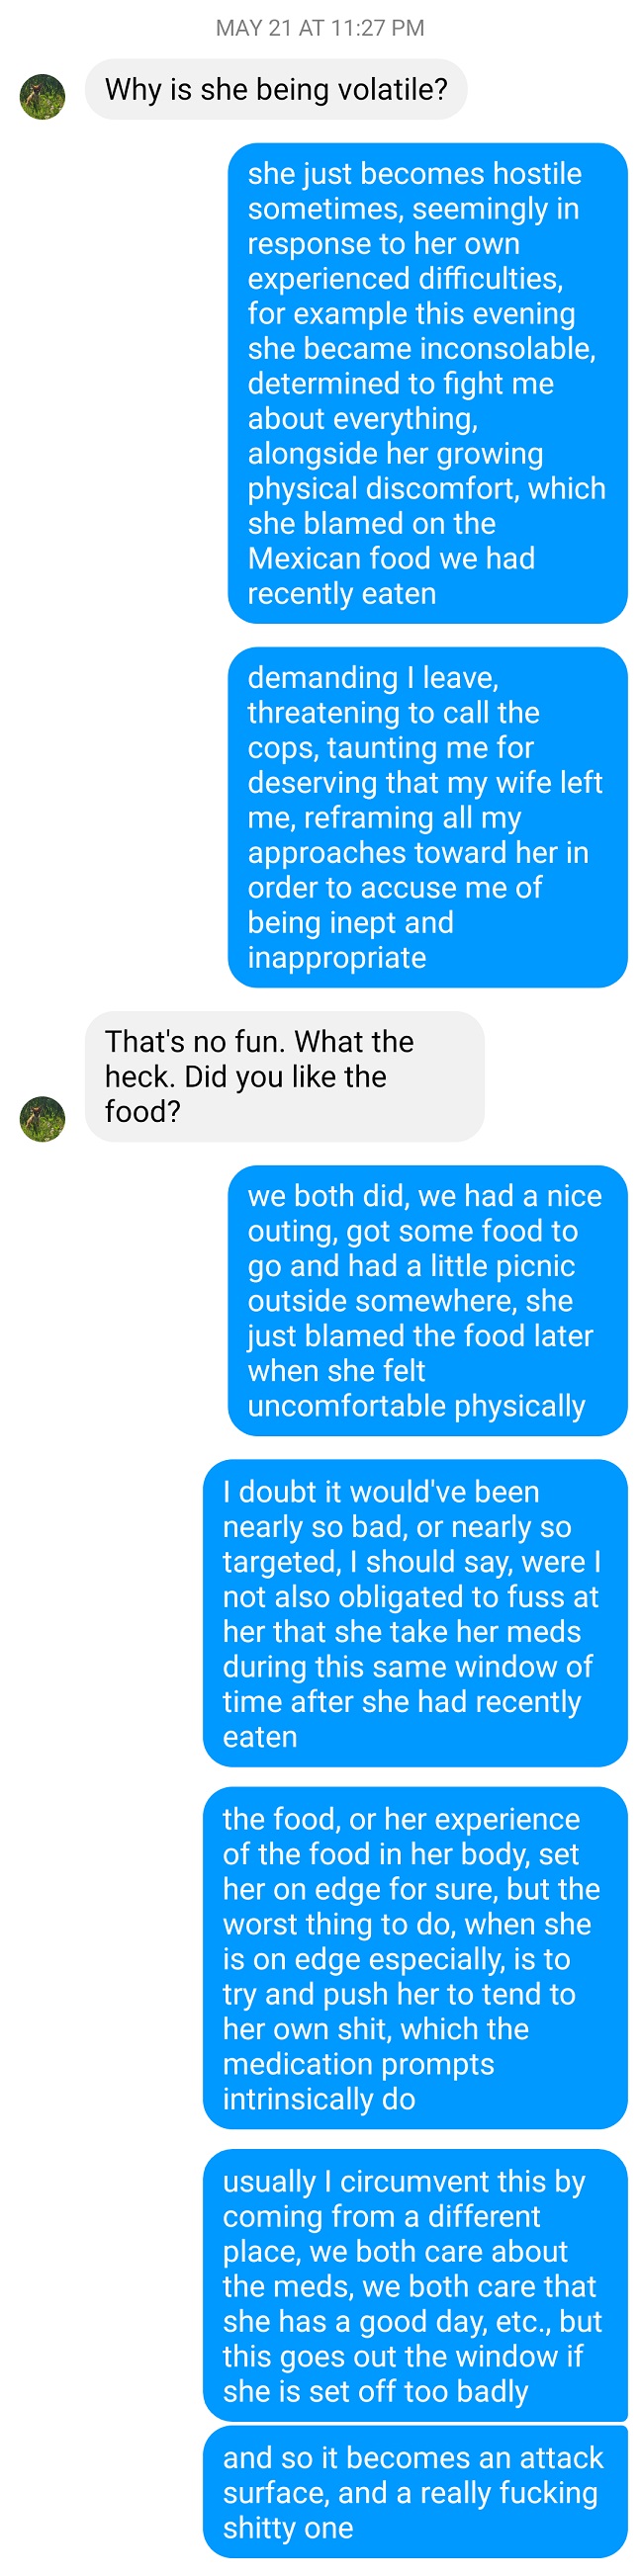 MAY 21 AT 11:27 PM
Why is she being volatile?
she just becomes hostile
sometimes, seemingly in
response to her own
experienced difficulties,
for example this evening
she became inconsolable,
determined to fight me
about everything,
alongside her growing
physical discomfort, which
she blamed on the
Mexican food we had
recently eaten
demanding I leave,
threatening to call the
cops, taunting me for
deserving that my wife left
me, reframing all my
approaches toward her in
order to accuse me of
being inept and
inappropriate
That's no fun. What the
heck. Did you like the
food?
we both did, we had a nice
outing, got some food to
go and had a little picnic
outside somewhere, she
just blamed the food later
when she felt
uncomfortable physically
I doubt it would've been
nearly so bad, or nearly so
targeted, I should say, were I
not also obligated to fuss at
her that she take her meds
during this same window of
time after she had recently
eaten
the food, or her experience
of the food in her body, set
her on edge for sure, but the
worst thing to do, when she
is on edge especially, is to
try and push her to tend to
her own shit, which the
medication prompts
intrinsically do
usually I circumvent this by
coming from a different
place, we both care about
the meds, we both care that
she has a good day, etc., but
this goes out the window if
she is set off too badly
and so it becomes an attack
surface, and a really fucking
shitty one